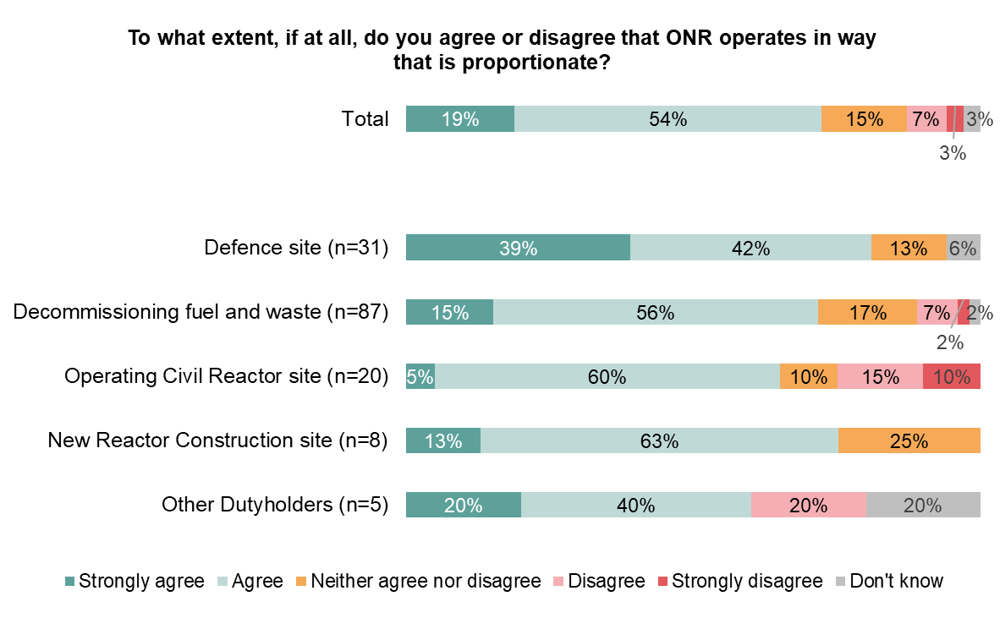 To what extent, if at all, do you agree or disagree that ONR operates in way
that is proportionate?
Total 19% 54% 15% 7% 3% 3%
Defence site (n=31) 39% 42% 13% 6%
Decommissioning fuel and waste (n=87) 15% 56% 17% 7% 2% 2%
Operating Civil Reactor site (n=20) 5% 60% 10% 15% 10%
New Reactor Construction site (n=8) 13% 63% 25%
Other Dutyholders (n=5) 20% 40% 20% 20%
Strongly agree Agree Neither agree nor disagree Disagree Strongly disagree Don't know